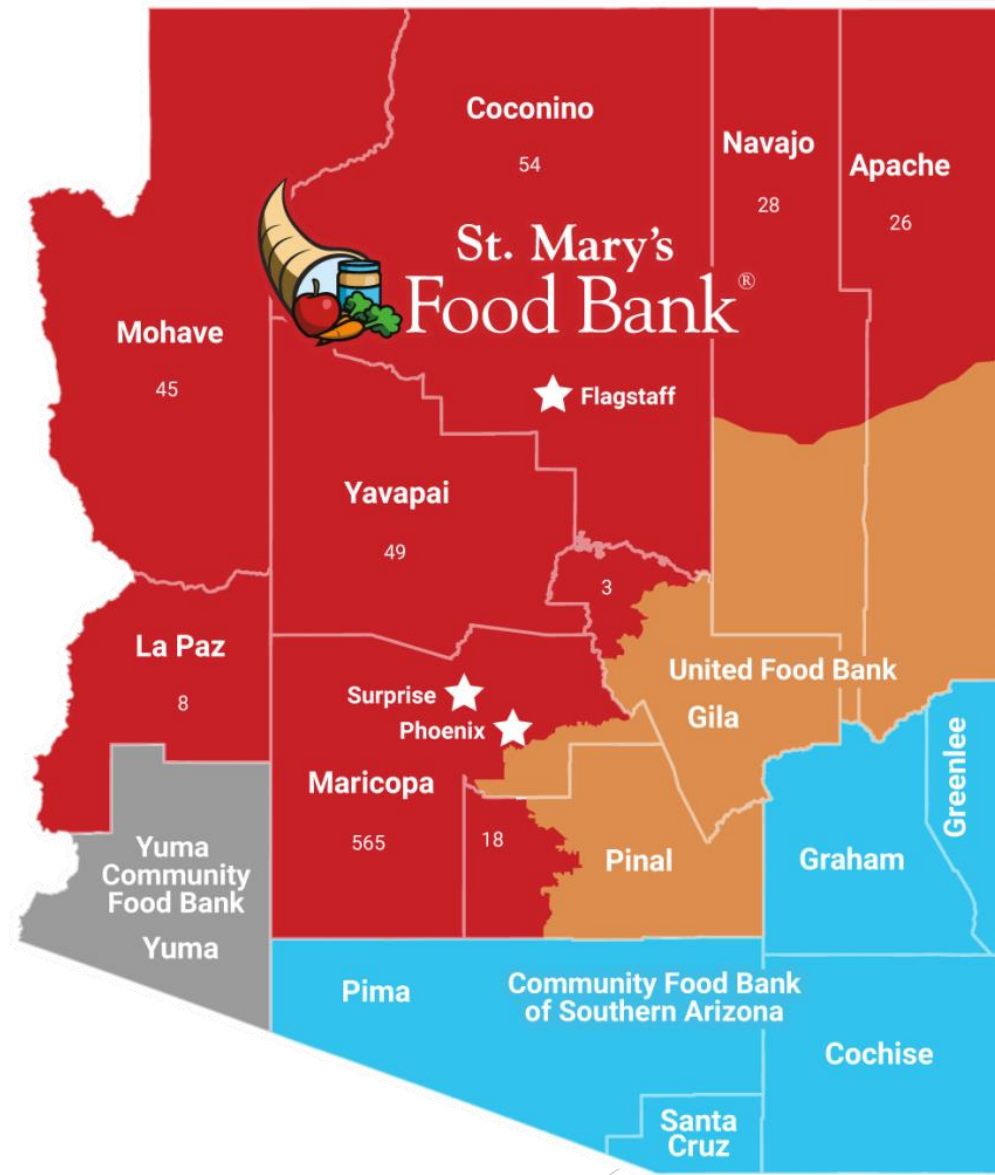 Coconino
54
Navajo
28
Apache
26
St. Mary's
Food Bank®
Mohave
45
Flagstaff
Yavapai
49
3
La Paz
8
United Food Bank
Gila
Surprise
Phoenix
Maricopa
565
18
Pinal
Graham
Greenlee
Yuma
Community
Food Bank
Yuma
Pima
Community Food Bank
of Southern Arizona
Cochise
Santa
Cruz